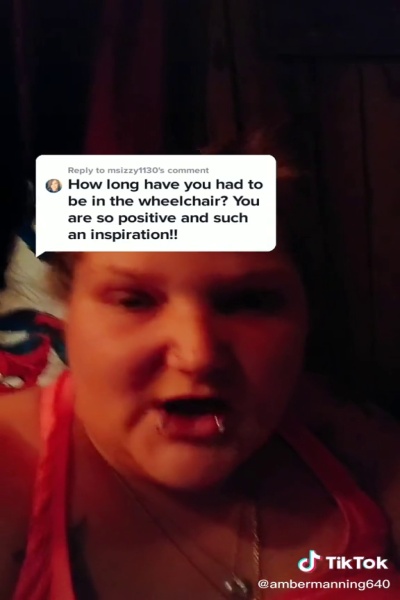 Reply to msizzy1130's comment
How long have you had to
be in the wheelchair? You
are so positive and such
an inspiration!!
TikTok
@ambermanning640